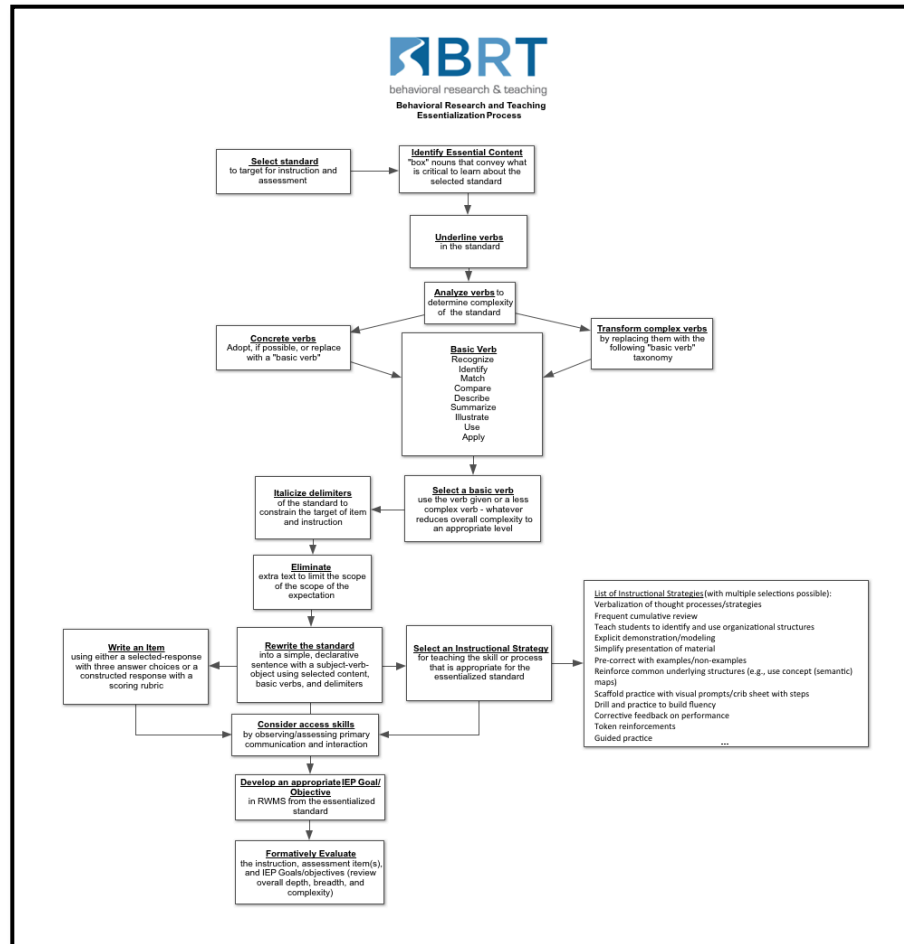 BRT
behavioral research & teaching
Behavioral Research and Teaching
Essentialization Process
Select standard
to target for instruction and
assessment
Identify Essential Content
"box" nouns that convey what
is critical to learn about the
selected standard
Underline verbs
in the standard
Analyze verbs to
determine complexity
of the standard
Concrete verbs
Adopt, if possible, or replace
with a "basic verb"
Basic Verb
Recognize
Identify
Match
Compare
Describe
Summarize
Illustrate
Use
Apply
Transform complex verbs
by replacing them with the
following "basic verb"
taxonomy
Select a basic verb
use the verb given or a less
complex verb - whatever
reduces overall complexity to
an appropriate level
Italicize delimiters
of the standard to
constrain the target of item
and instruction
Eliminate
extra text to limit the scope
of the scope of the
expectation
Write an Item
using either a selected-response
with three answer choices or a
constructed response with a
scoring rubric
Rewrite the standard
into a simple, declarative
sentence with a subject-verb-
object using selected content,
basic verbs, and delimiters
Select an Instructional Strategy
for teaching the skill or process
that is appropriate for the
essentialized standard
List of Instructional Strategies (with multiple selections possible):
Verbalization of thought processes/strategies
Frequent cumulative review
Teach students to identify and use organizational structures
Explicit demonstration/modeling
Simplify presentation of material
Pre-correct with examples/non-examples
Reinforce common underlying structures (e.g., use concept (semantic)
maps)
Scaffold practice with visual prompts/crib sheet with steps
Drill and practice to build fluency
Corrective feedback on performance
Token reinforcements
Guided practice
...
Consider access skills
by observing/assessing primary
communication and interaction
Develop an appropriate IEP Goal/
Objective
in RWMS from the essentialized
standard
Formatively Evaluate
the instruction, assessment item(s),
and IEP Goals/objectives (review
overall depth, breadth, and
complexity)